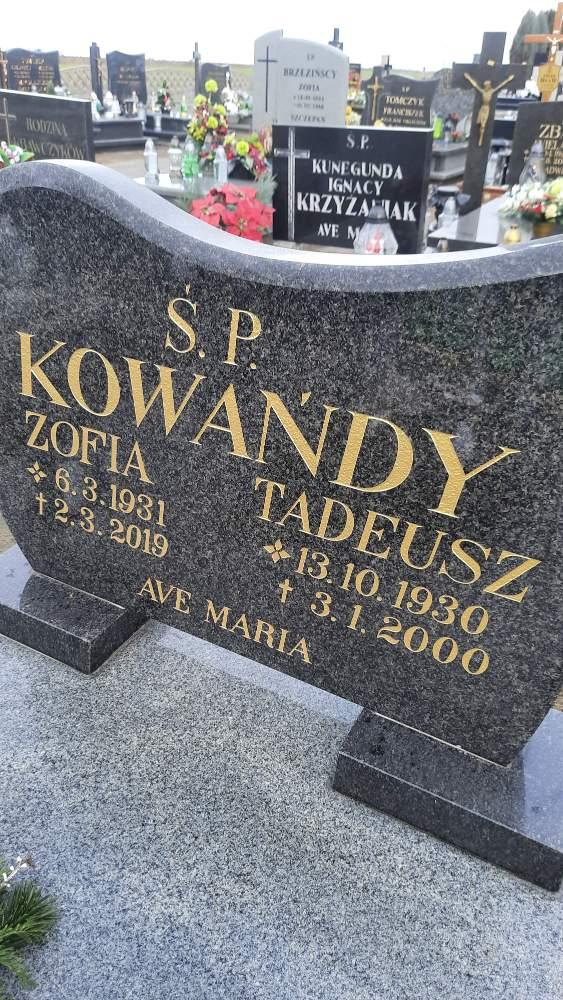 Ś.P.
KOWAŃDY
ZOFIA
6.3.1931
2.3.2019
TADEUSZ
13.10.1930
3.1.2000
AVE MARIA
Ś.P.
KUNEGUNDA
IGNACY
KRZYŻANIAK
AVE
Ś.P.
BRZEZIŃSCY
ZOFIA
SZCZEPAN
TOMCZYK
FRANCISZEK
RODZINA